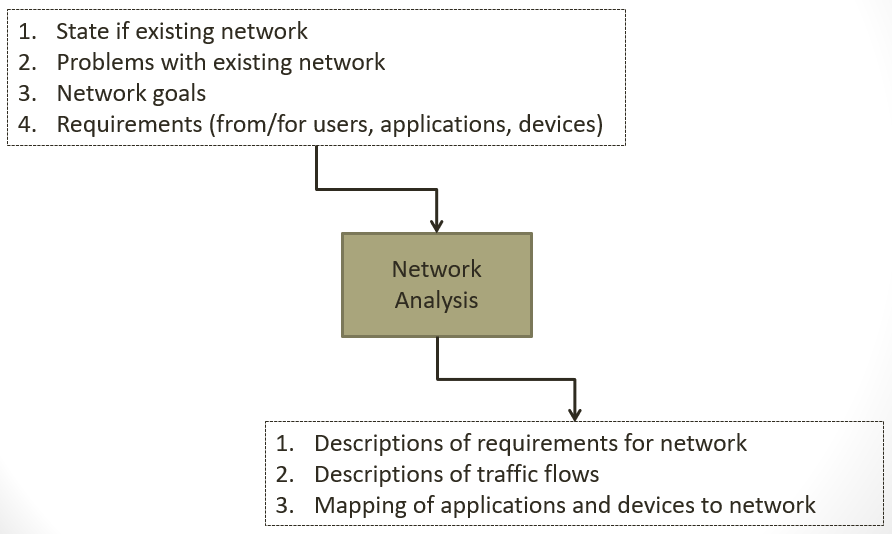 1. State if existing network
2. Problems with existing network
3. Network goals
4. Requirements (from/for users, applications, devices)
Network
Analysis
1. Descriptions of requirements for network
2. Descriptions of traffic flows
3. Mapping of applications and devices to network